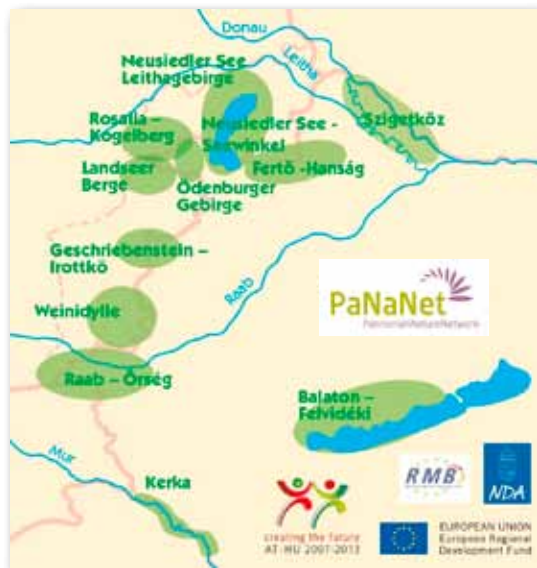 Donau
Leitha
Neusiedler See
Leithagebirge
Rosalia –
Kogelberg
Neusiedler See -
Seewinkel
Szigetköz
Landseer
Berge
Fertő -Hanság
Ödenburger
Gebirge
Geschriebenstein –
Irottkö
Raab
Weinidylle
PaNaNet
PannonianNatureNetwork
Raab – Őrség
Balaton –
Felvidéki
Mur
Kerka
RMB
NDA
creating the future
AT-HU 2007-2013
EUROPEAN UNION
European Regional
Development Fund